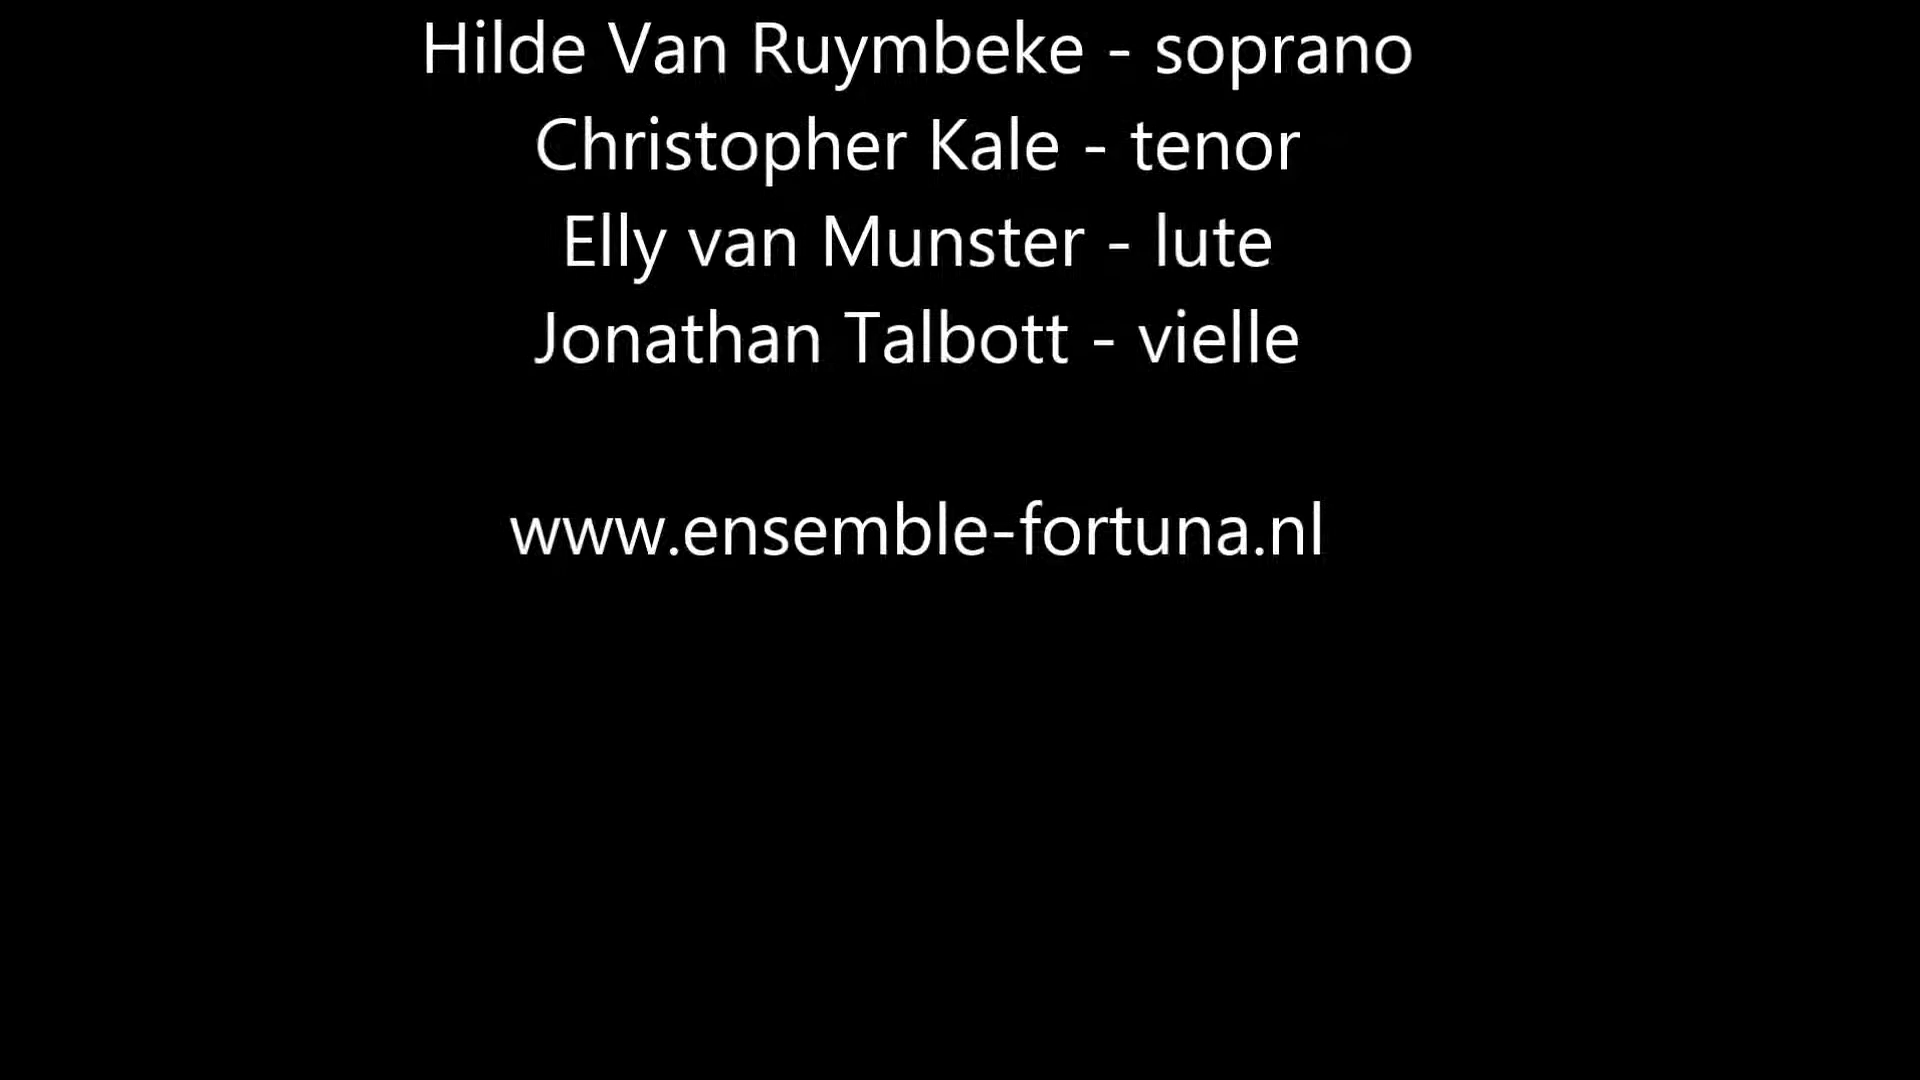 Hilde Van Ruymbeke - soprano
Christopher Kale - tenor
Elly van Munster - lute
Jonathan Talbott - vielle
www.ensemble-fortuna.nl